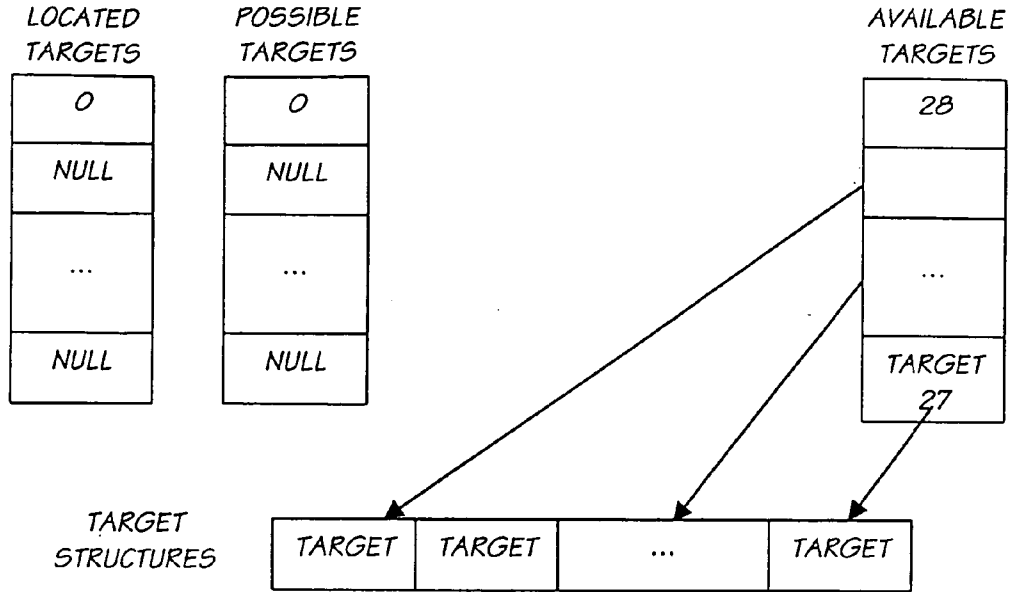 LOCATED
TARGETS
0
NULL
...
NULL
POSSIBLE
TARGETS
0
NULL
...
NULL
AVAILABLE
TARGETS
28
...
TARGET
27
TARGET
STRUCTURES
TARGET
TARGET
...
TARGET